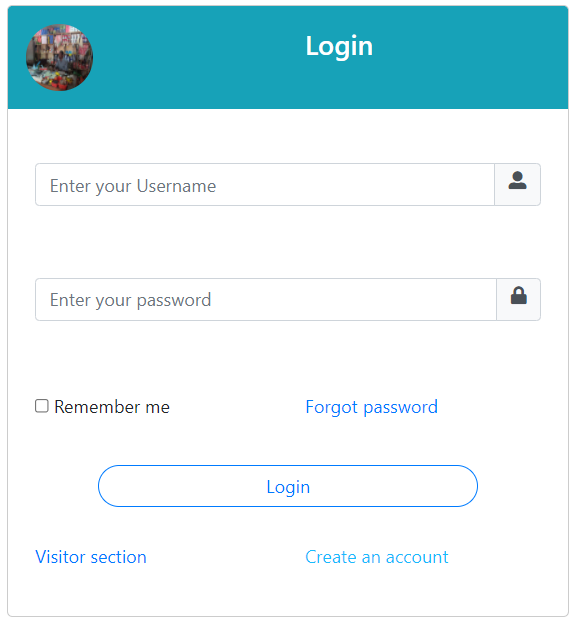 Login
Enter your Username
Enter your password
Remember me Forgot password
Login
Visitor section Create an account